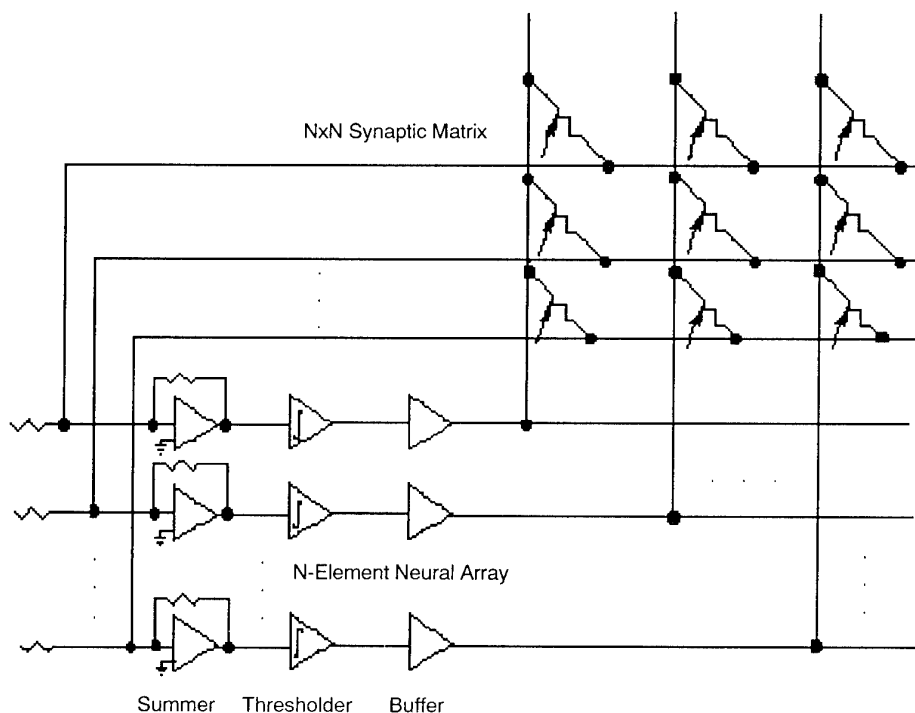 NxN Synaptic Matrix
N-Element Neural Array
Summer Thresholder Buffer